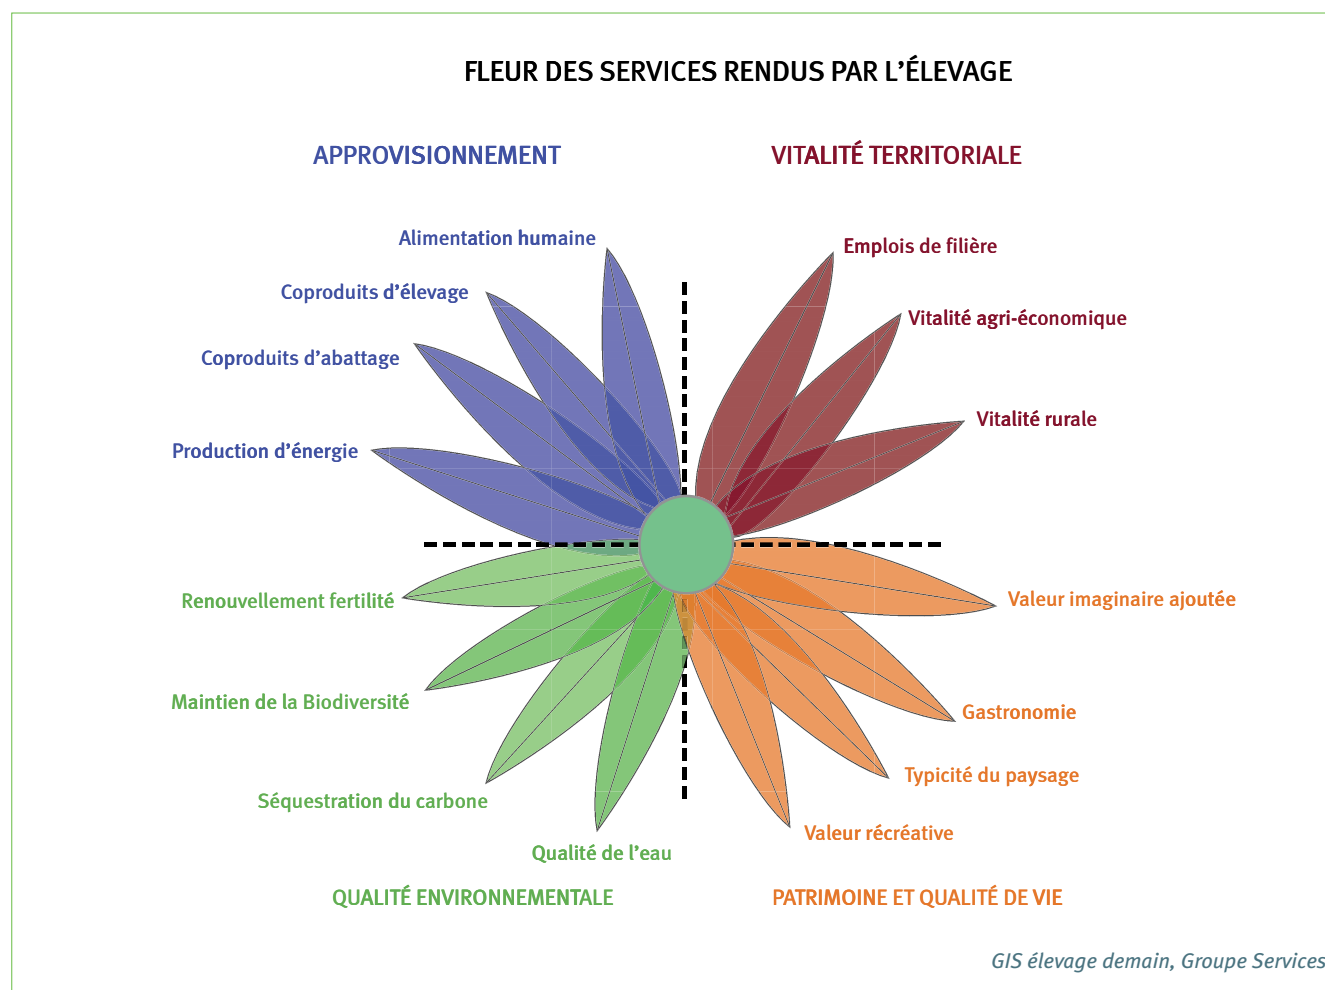 FLEUR DES SERVICES RENDUS PAR L’ÉLEVAGE
APPROVISIONNEMENT
VITALITÉ TERRITORIALE
Alimentation humaine
Emplois de filière
Coproduits d’élevage
Vitalité agri-économique
Coproduits d’abattage
Vitalité rurale
Production d’énergie
Renouvellement fertilité
Valeur imaginaire ajoutée
Maintien de la Biodiversité
Gastronomie
Typicité du paysage
Séquestration du carbone
Valeur récréative
Qualité de l’eau
QUALITÉ ENVIRONNEMENTALE
PATRIMOINE ET QUALITÉ DE VIE
GIS élevage demain, Groupe Services